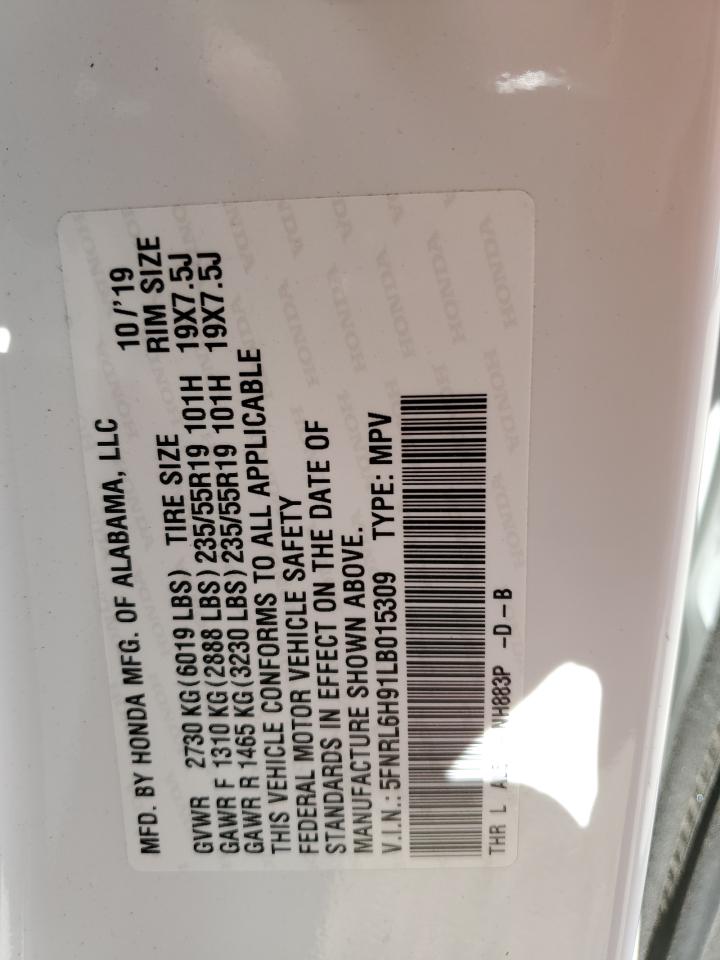 MFD. BY HONDA MFG. OF ALABAMA, LLC 10/'19
TIRE SIZE RIM SIZE
GVWR 2730 KG(6019 LBS)
GAWR F 1310 KG(2888 LBS) 235/55R19 101H 19X7.5J
GAWR R 1465 KG(3230 LBS) 235/55R19 101H 19X7.5J
THIS VEHICLE CONFORMS TO ALL APPLICABLE
FEDERAL MOTOR VEHICLE SAFETY
STANDARDS IN EFFECT ON THE DATE OF
MANUFACTURE SHOWN ABOVE.
V.I.N.: 5FNRL6H91LB015309 TYPE: MPV
THR L NH883P -D-B
HONDA